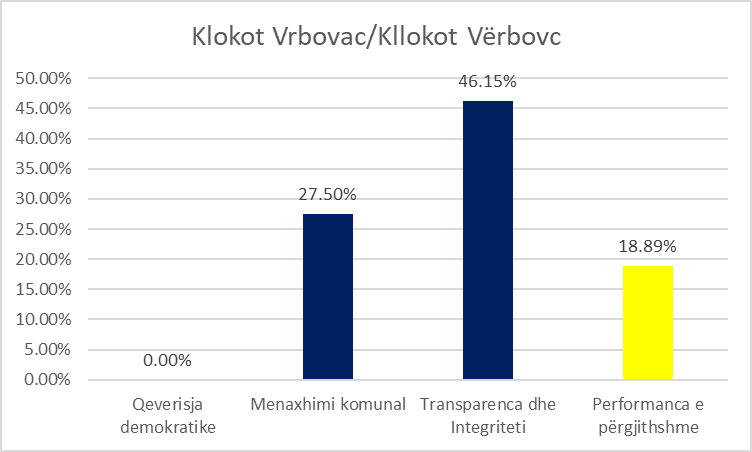 Klokot Vrbovac/Kllokot Vërbovc
50.00%
45.00%
40.00%
35.00%
30.00%
25.00%
20.00%
15.00%
10.00%
5.00%
0.00%
0.00%
27.50%
46.15%
18.89%
Qeverisja
demokratike
Menaxhimi komunal
Transparenca dhe
Integriteti
Performanca e
përgjithshme